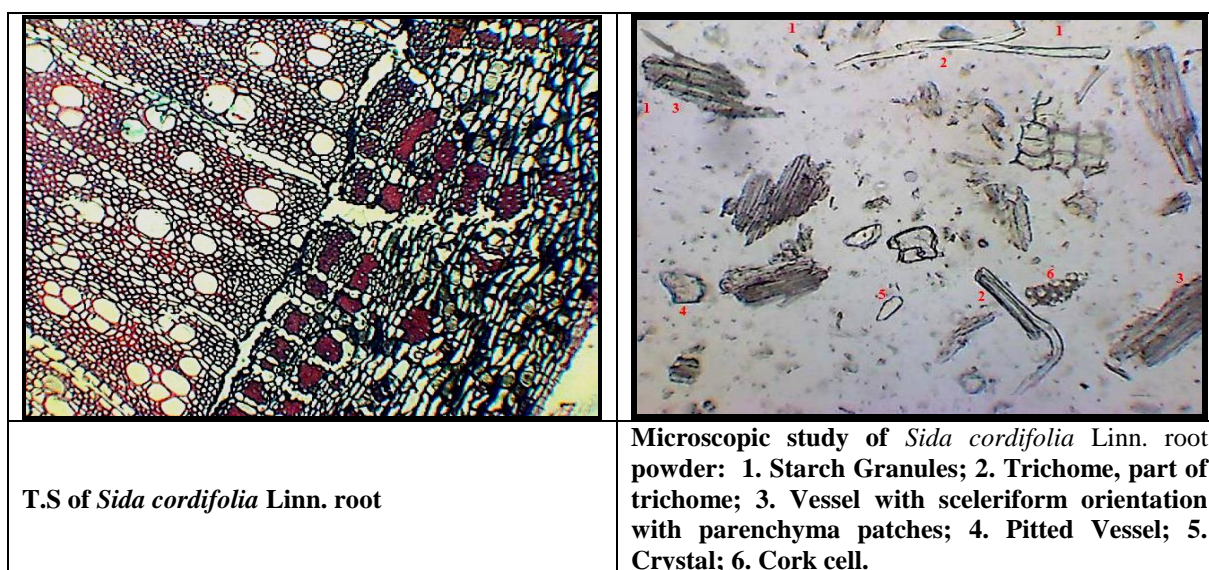 1
1
2
1
3
6
5
2
3
4
T.S of Sida cordifolia Linn. root
Microscopic study of Sida cordifolia Linn. root
powder: 1. Starch Granules; 2. Trichome, part of
trichome; 3. Vessel with sceleriform orientation
with parenchyma patches; 4. Pitted Vessel; 5.
Crystal; 6. Cork cell.